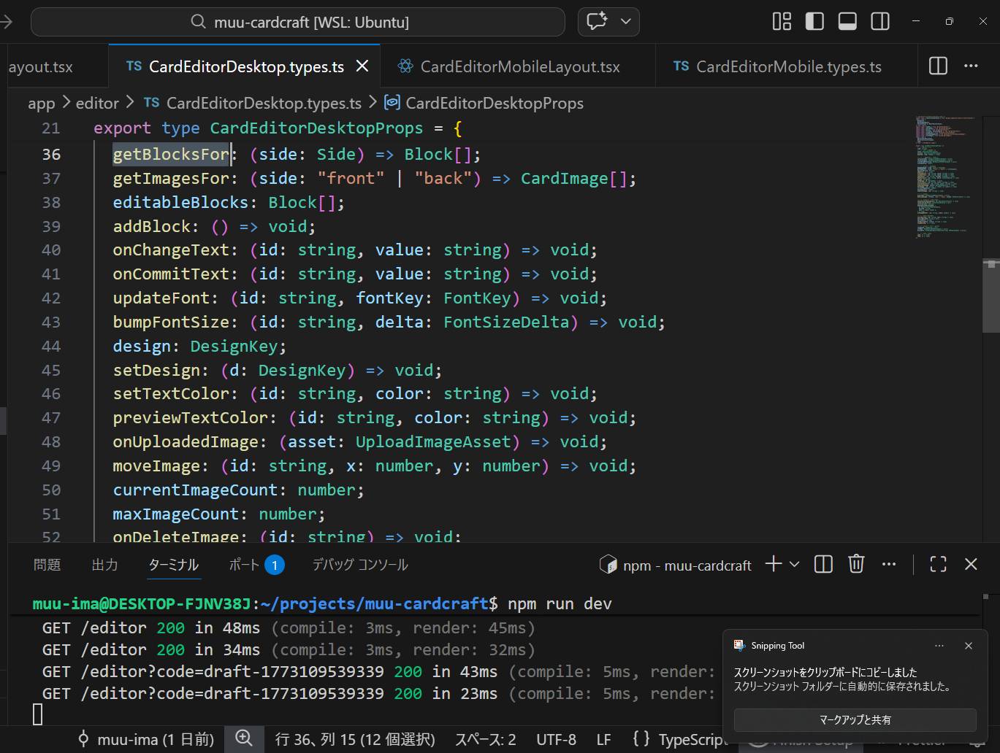 muu-cardcraft [WSL: Ubuntu]
ayout.tsx
TS CardEditorDesktop.types.ts
CardEditorMobileLayout.tsx
TS CardEditorMobile.types.ts
app > editor > TS CardEditorDesktop.types.ts > CardEditorDesktopProps
21 export type CardEditorDesktopProps = {
36 getBlocksFor: (side: Side) => Block[];
37 getImagesFor: (side: "front" | "back") => CardImage[];
38 editableBlocks: Block[];
39 addBlock: () => void;
40 onChangeText: (id: string, value: string) => void;
41 onCommitText: (id: string, value: string) => void;
42 updateFont: (id: string, fontKey: FontKey) => void;
43 bumpFontSize: (id: string, delta: FontSizeDelta) => void;
44 design: DesignKey;
45 setDesign: (d: DesignKey) => void;
46 setTextColor: (id: string, color: string) => void;
47 previewTextColor: (id: string, color: string) => void;
48 onUploadedImage: (asset: UploadImageAsset) => void;
49 moveImage: (id: string, x: number, y: number) => void;
50 currentImageCount: number;
51 maxImageCount: number;
52 onDeleteImage: (id: string) => void;
問題 出力 ターミナル ポート 1 デバッグ コンソール
npm - muu-cardcraft
muu-ima@DESKTOP-FJNV38J:~/projects/muu-cardcraft$ npm run dev
GET /editor 200 in 48ms (compile: 3ms, render: 45ms)
GET /editor 200 in 34ms (compile: 3ms, render: 32ms)
GET /editor?code=draft-1773109539339 200 in 43ms (compile: 5ms, render:
GET /editor?code=draft-1773109539339 200 in 23ms (compile: 5ms, render:
Snipping Tool
スクリーンショットをクリップボードにコピーしました
スクリーンショット フォルダーに自動的に保存されました。
マークアップと共有
muu-ima (1 日前) 行 36、列 15 (12 個選択) スペース: 2 UTF-8 LF {} TypeScript